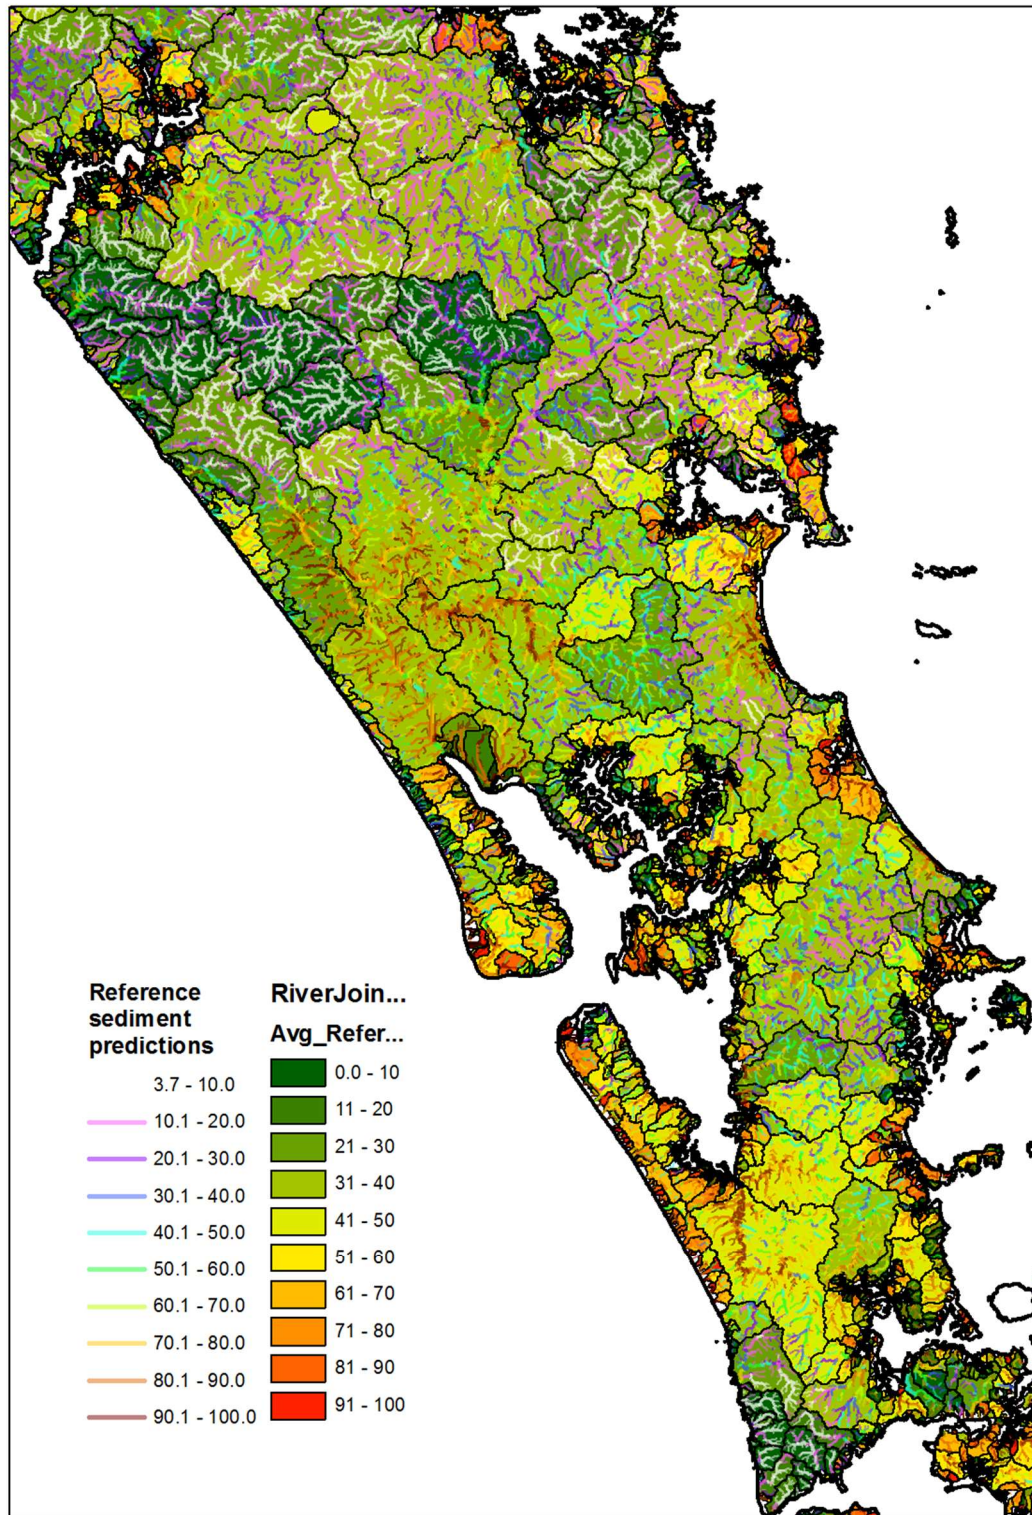 Reference
sediment
predictions
3.7 - 10.0
10.1 - 20.0
20.1 - 30.0
30.1 - 40.0
40.1 - 50.0
50.1 - 60.0
60.1 - 70.0
70.1 - 80.0
80.1 - 90.0
90.1 - 100.0
RiverJoin...
Avg_Refer...
0.0 - 10
11 - 20
21 - 30
31 - 40
41 - 50
51 - 60
61 - 70
71 - 80
81 - 90
91 - 100